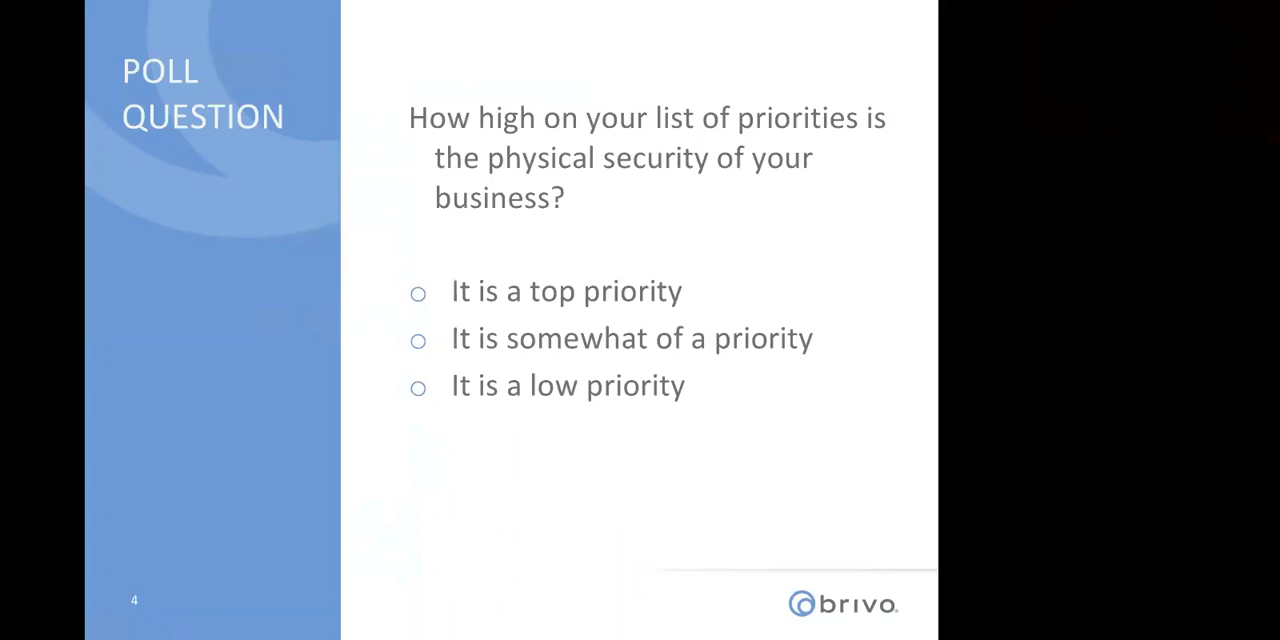 POLL
QUESTION
How high on your list of priorities is
the physical security of your
business?
It is a top priority
It is somewhat of a priority
It is a low priority
4
brivo